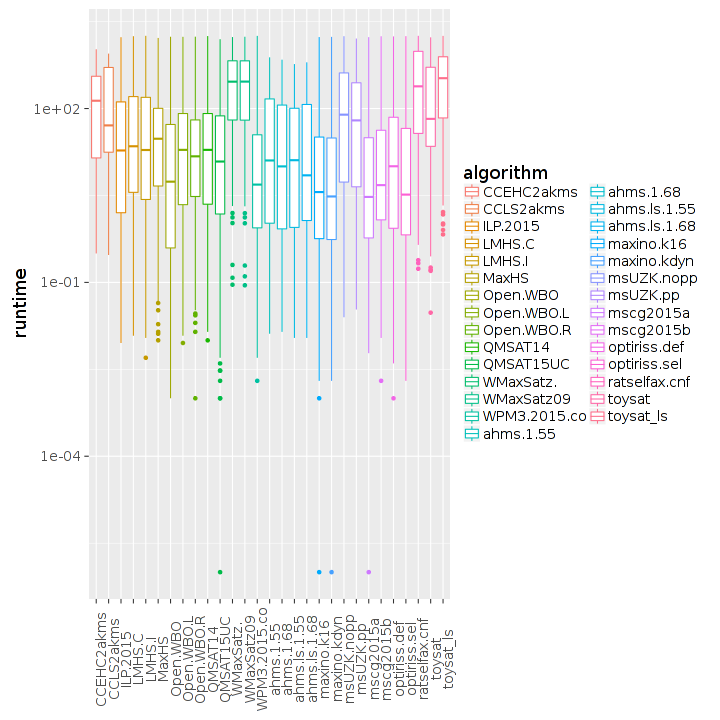 1e+02
1e-01
1e-04
runtime
algorithm
CCEHC2akms
CCLS2akms
ILP.2015
LMHS.C
LMHS.I
MaxHS
Open.WBO
Open.WBO.L
Open.WBO.R
QMSAT14
QMSAT15UC
WMaxSatz.
WMaxSatz09
WPM3.2015.co
ahms.1.55
ahms.1.68
ahms.ls.1.55
ahms.ls.1.68
maxino.k16
maxino.kdyn
msUZK.nopp
msUZK.pp
mscg2015a
mscg2015b
optiriss.def
optiriss.sel
ratselfax.cnf
toysat
toysat_ls
CCEHC2akms
CCLS2akms
ILP.2015
LMHS.C
LMHS.I
MaxHS
Open.WBO
Open.WBO.L
Open.WBO.R
QMSAT14
QMSAT15UC
WMaxSatz.
WMaxSatz09
WPM3.2015.co
ahms.1.55
ahms.1.68
ahms.ls.1.55
ahms.ls.1.68
maxino.k16
maxino.kdyn
msUZK.nopp
msUZK.pp
mscg2015a
mscg2015b
optiriss.def
optiriss.sel
ratselfax.cnf
toysat
toysat_ls